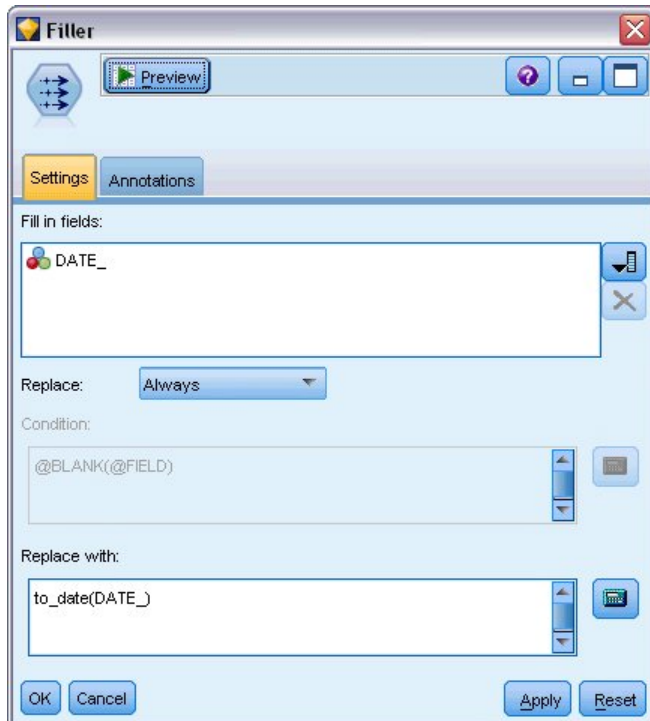 Filler
Preview
?
Settings Annotations
Fill in fields:
DATE_
Replace: Always
Condition:
@BLANK(@FIELD)
Replace with:
to_date(DATE_)
OK Cancel Apply Reset